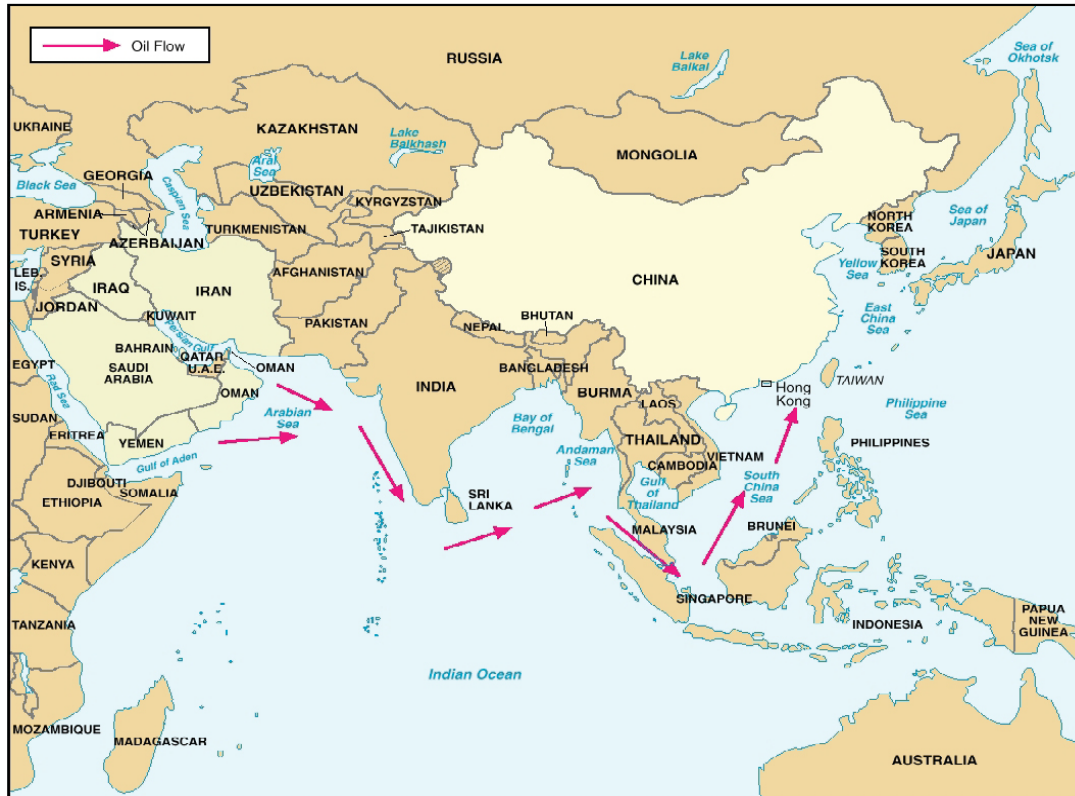 Oil Flow
RUSSIA
Lake
Baikal
Sea of
Okhotsk
UKRAINE
KAZAKHSTAN
Lake
Balkhash
MONGOLIA
Aral
Sea
Black Sea
GEORGIA
Caspian Sea
UZBEKISTAN
KYRGYZSTAN
ARMENIA
TURKEY
AZERBAIJAN
TURKMENISTAN
TAJIKISTAN
NORTH
KOREA
Sea of
Japan
SYRIA
LEB.
IS.
IRAQ
IRAN
AFGHANISTAN
CHINA
Yellow
Sea
SOUTH
KOREA
JAPAN
JORDAN
KUWAIT
Persian Gulf
PAKISTAN
NEPAL
BHUTAN
East
China
Sea
EGYPT
BAHRAIN
QATAR
U.A.E.
OMAN
SAUDI
ARABIA
OMAN
Red Sea
INDIA
BANGLADESH
BURMA
LAOS
Hong
Kong
TAIWAN
Philippine
Sea
SUDAN
ERITREA
YEMEN
Arabian
Sea
Bay of
Bengal
THAILAND
VIETNAM
PHILIPPINES
Gulf of Aden
Andaman
Sea
CAMBODIA
DJIBOUTI
ETHIOPIA
SOMALIA
SRI
LANKA
Gulf
of
Thailand
South
China
Sea
MALAYSIA
BRUNEI
KENYA
SINGAPORE
TANZANIA
INDONESIA
PAPUA
NEW
GUINEA
Indian Ocean
MOZAMBIQUE
MADAGASCAR
AUSTRALIA